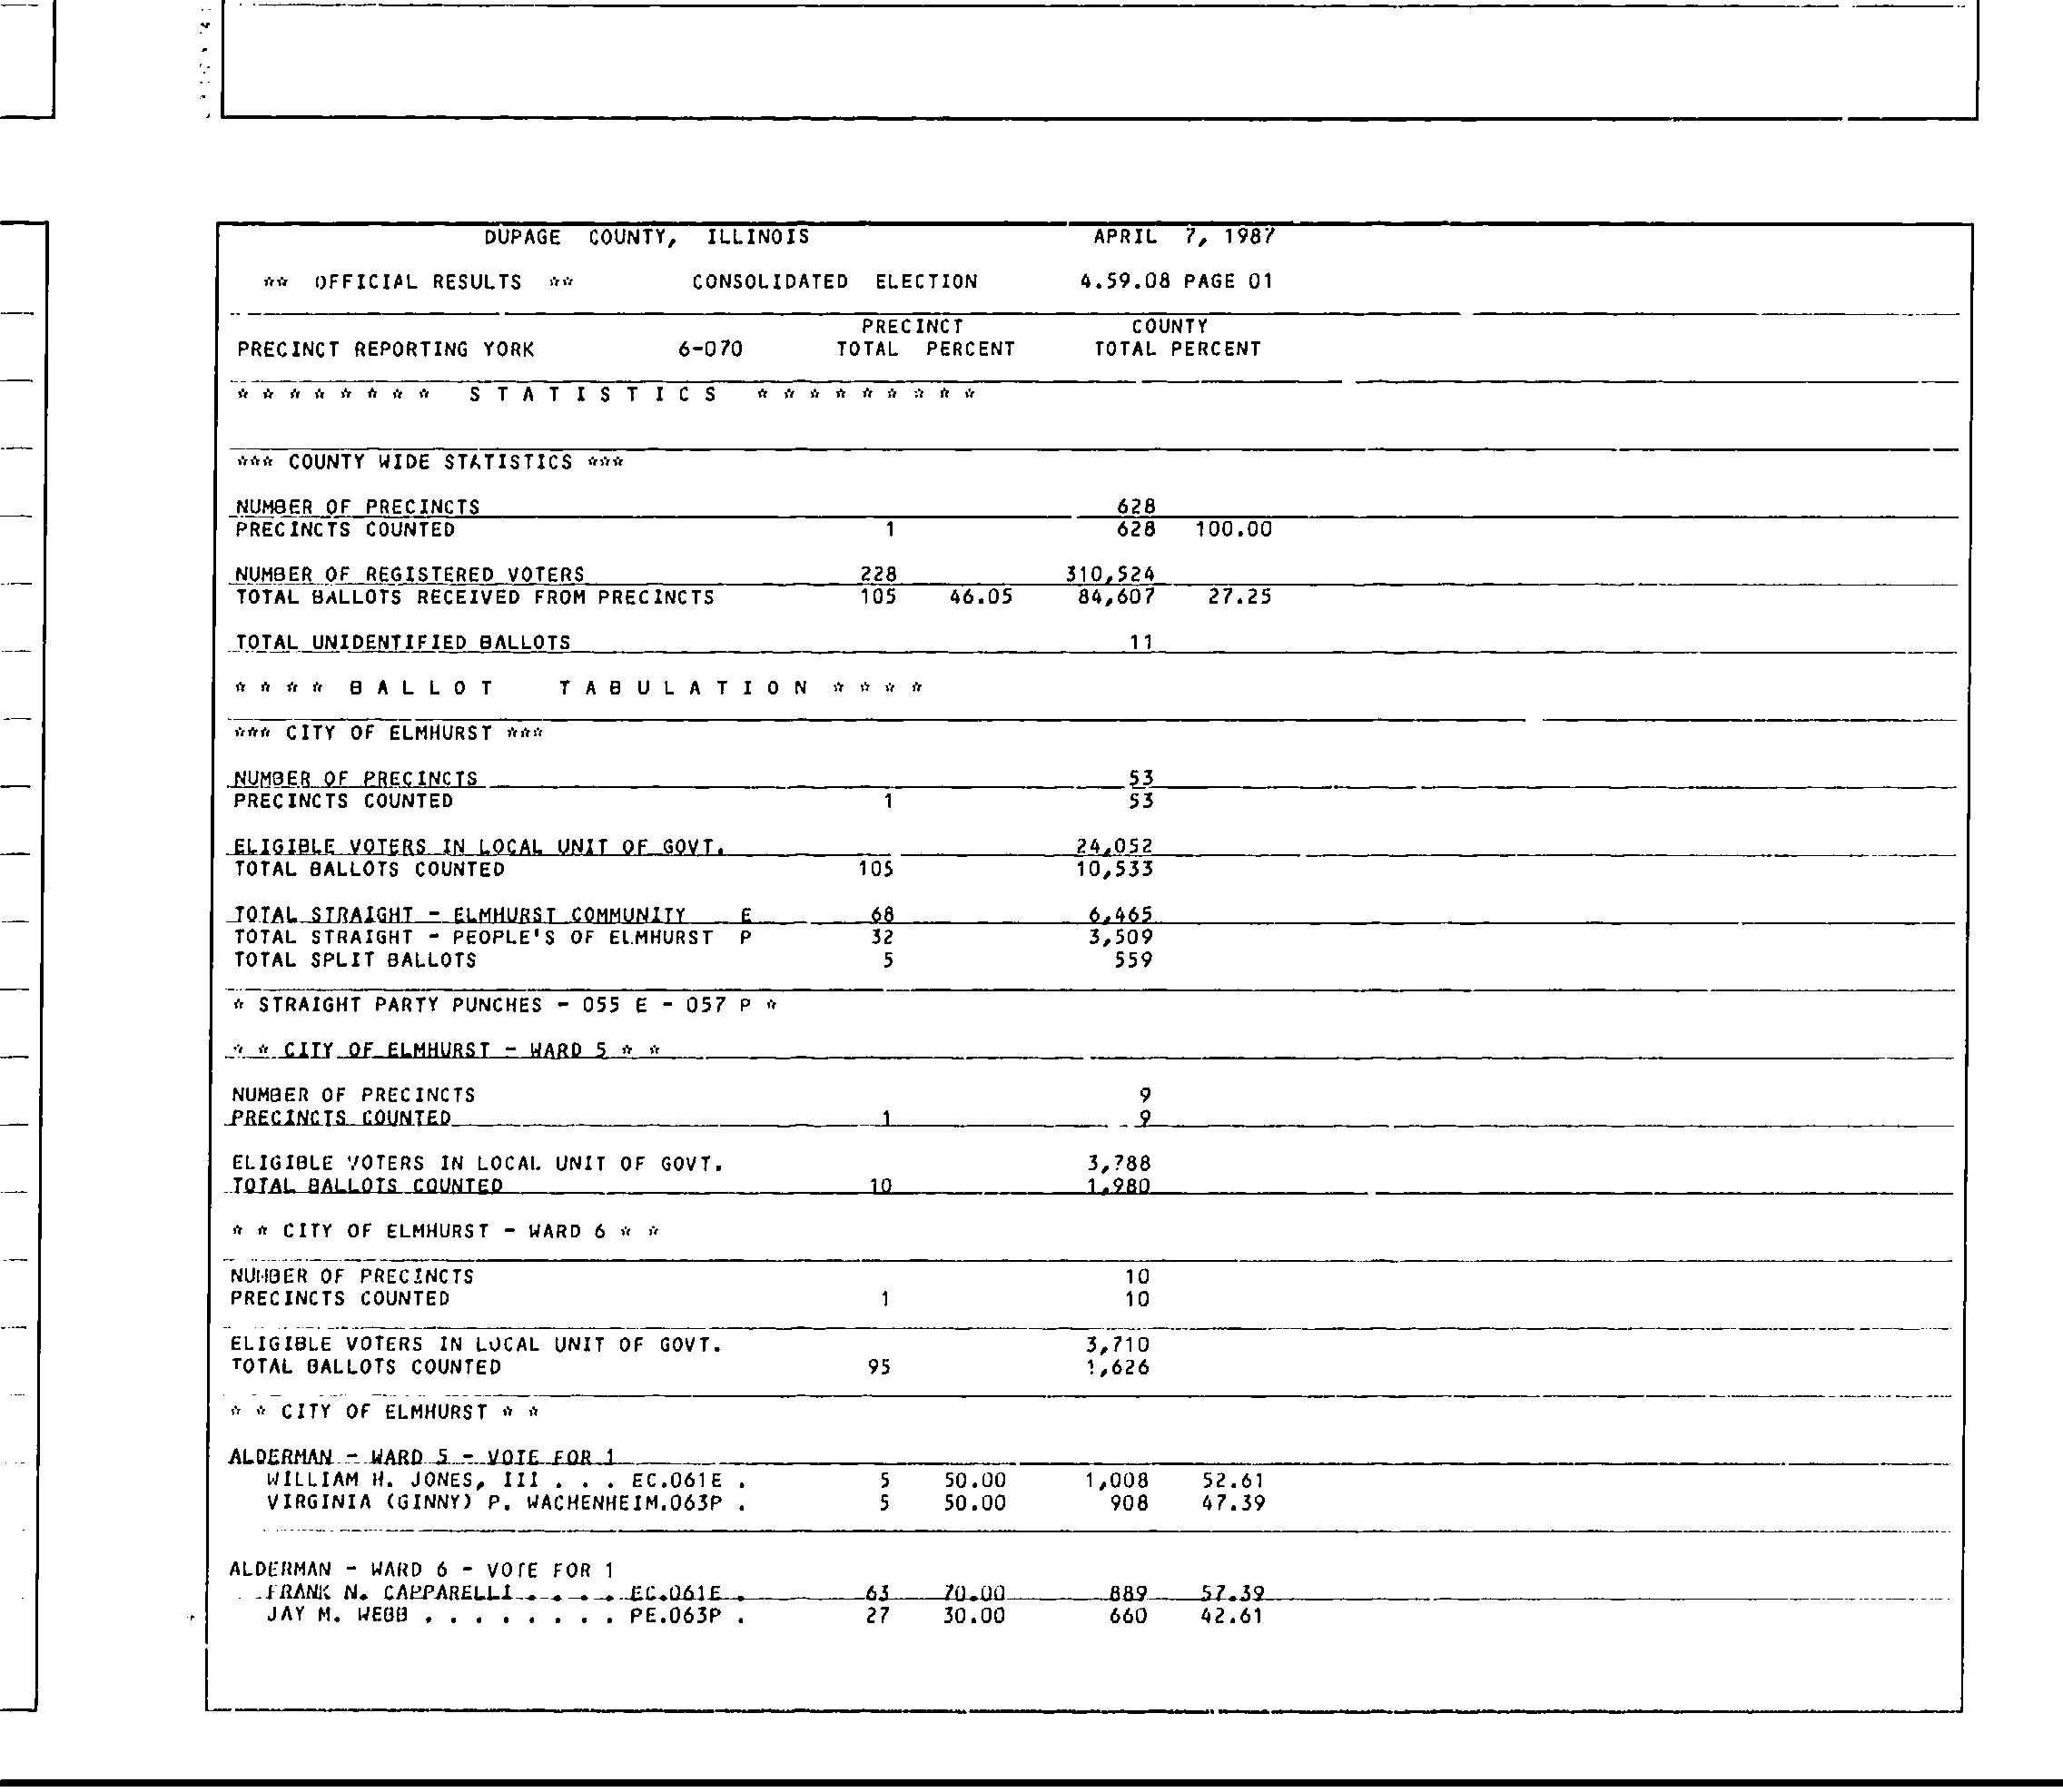 DUPAGE COUNTY, ILLINOIS APRIL 7, 1987
** OFFICIAL RESULTS ** CONSOLIDATED ELECTION 4.59.08 PAGE 01
PRECINCT COUNTY
PRECINCT REPORTING YORK 6-070 TOTAL PERCENT TOTAL PERCENT
* * * * * * * * S T A T I S T I C S * * * * * * * * *
*** COUNTY WIDE STATISTICS ***
NUMBER OF PRECINCTS 628
PRECINCTS COUNTED 1 628 100.00
NUMBER OF REGISTERED VOTERS 228 310,524
TOTAL BALLOTS RECEIVED FROM PRECINCTS 105 46.05 84,607 27.25
TOTAL UNIDENTIFIED BALLOTS 11
* * * * B A L L O T T A B U L A T I O N * * * *
*** CITY OF ELMHURST ***
NUMBER OF PRECINCTS 53
PRECINCTS COUNTED 1 53
ELIGIBLE VOTERS IN LOCAL UNIT OF GOVT. 24,052
TOTAL BALLOTS COUNTED 105 10,533
TOTAL STRAIGHT - ELMHURST COMMUNITY E 68 6,465
TOTAL STRAIGHT - PEOPLE'S OF ELMHURST P 32 3,509
TOTAL SPLIT BALLOTS 5 559
* STRAIGHT PARTY PUNCHES - 055 E - 057 P *
* * CITY OF ELMHURST - WARD 5 * *
NUMBER OF PRECINCTS 9
PRECINCTS COUNTED 1 9
ELIGIBLE VOTERS IN LOCAL UNIT OF GOVT. 3,788
TOTAL BALLOTS COUNTED 10 1,980
* * CITY OF ELMHURST - WARD 6 * *
NUMBER OF PRECINCTS 10
PRECINCTS COUNTED 1 10
ELIGIBLE VOTERS IN LOCAL UNIT OF GOVT. 3,710
TOTAL BALLOTS COUNTED 95 1,626
* * CITY OF ELMHURST * *
ALDERMAN - WARD 5 - VOTE FOR 1
WILLIAM H. JONES, III . . . EC.061E . 5 50.00 1,008 52.61
VIRGINIA (GINNY) P. WACHENHEIM.063P . 5 50.00 908 47.39
ALDERMAN - WARD 6 - VOTE FOR 1
FRANK N. CAPPARELLI . . . . EC.061E . 63 70.00 889 57.39
JAY M. WEBB . . . . . . . . PE.063P . 27 30.00 660 42.61